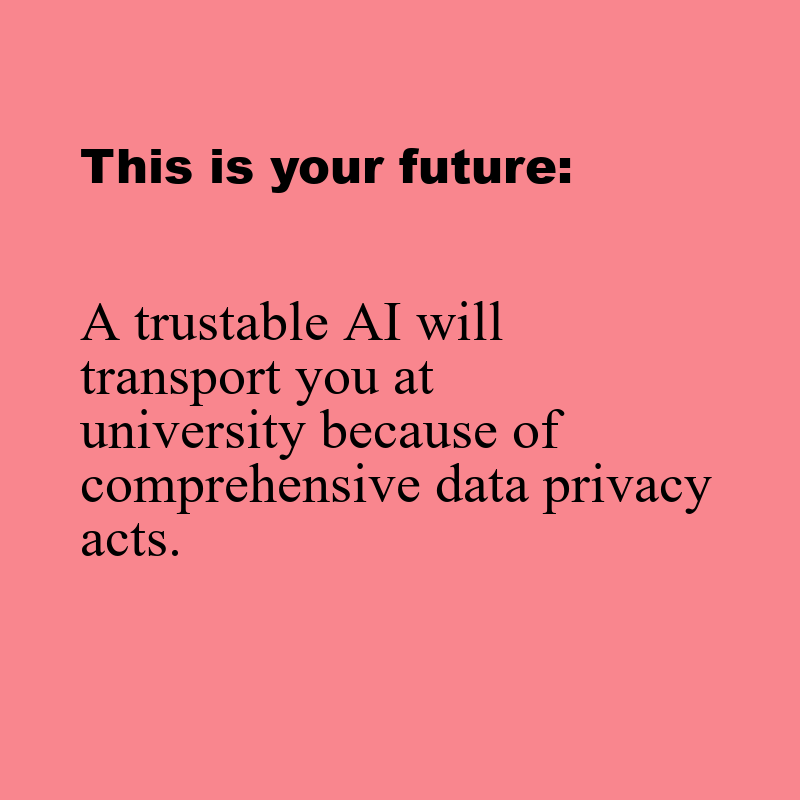 This is your future:
A trustable AI will
transport you at
university because of
comprehensive data privacy
acts.